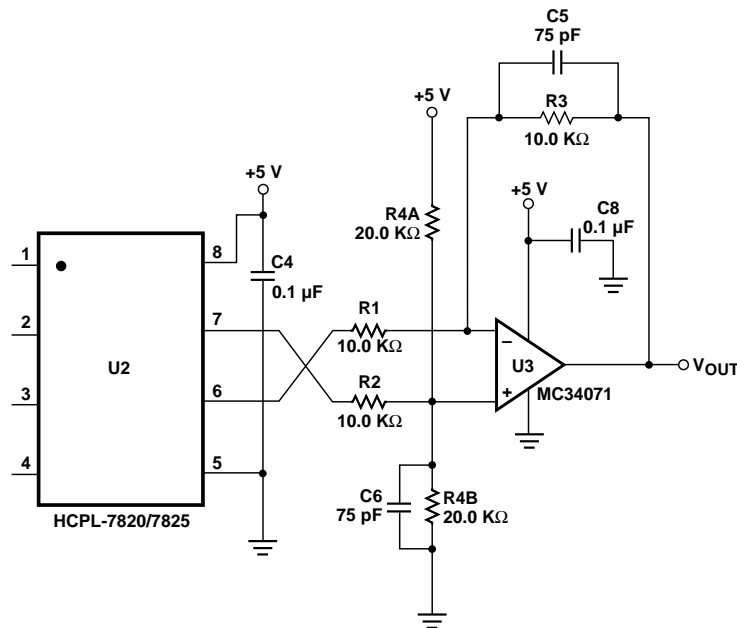 C5
75 pF
+5 V
R3
10.0 KΩ
+5 V
+5 V
C8
0.1 µF
R4A
20.0 KΩ
1
8
C4
0.1 µF
R1
10.0 KΩ
2
7
U2
–
U3
+
VOUT
MC34071
3
6
R2
10.0 KΩ
4
5
C6
75 pF
R4B
20.0 KΩ
HCPL-7820/7825